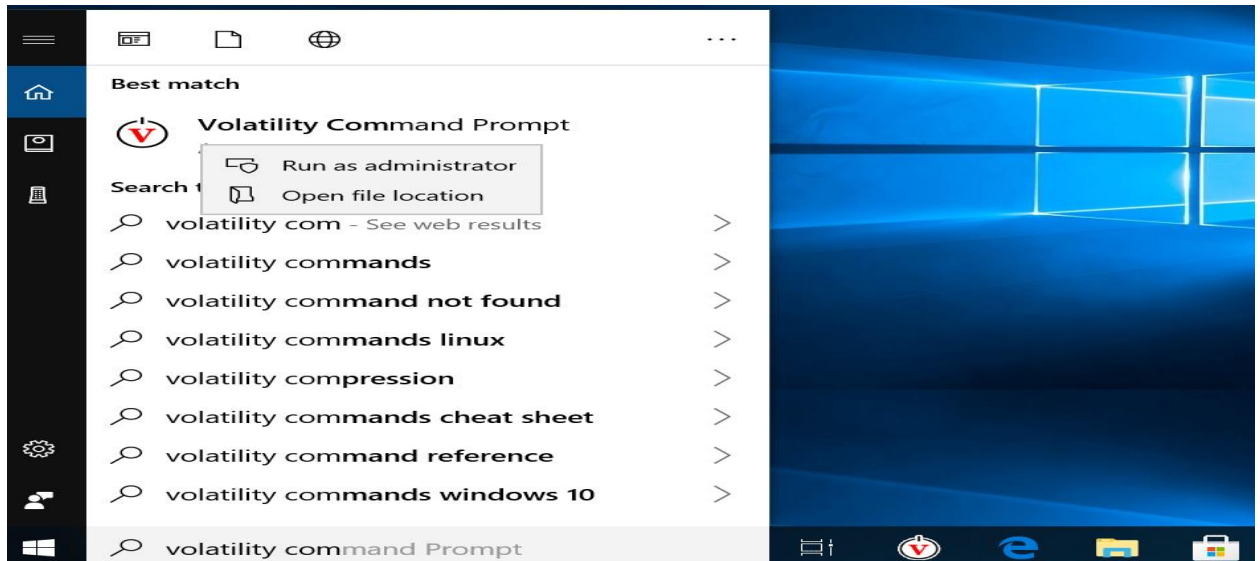 ...
Best match
V
Volatility Command Prompt
Run as administrator
Search t
Open file location
volatility com - See web results
volatility commands
volatility command not found
volatility commands linux
volatility compression
volatility commands cheat sheet
volatility command reference
volatility commands windows 10
volatility command Prompt
V